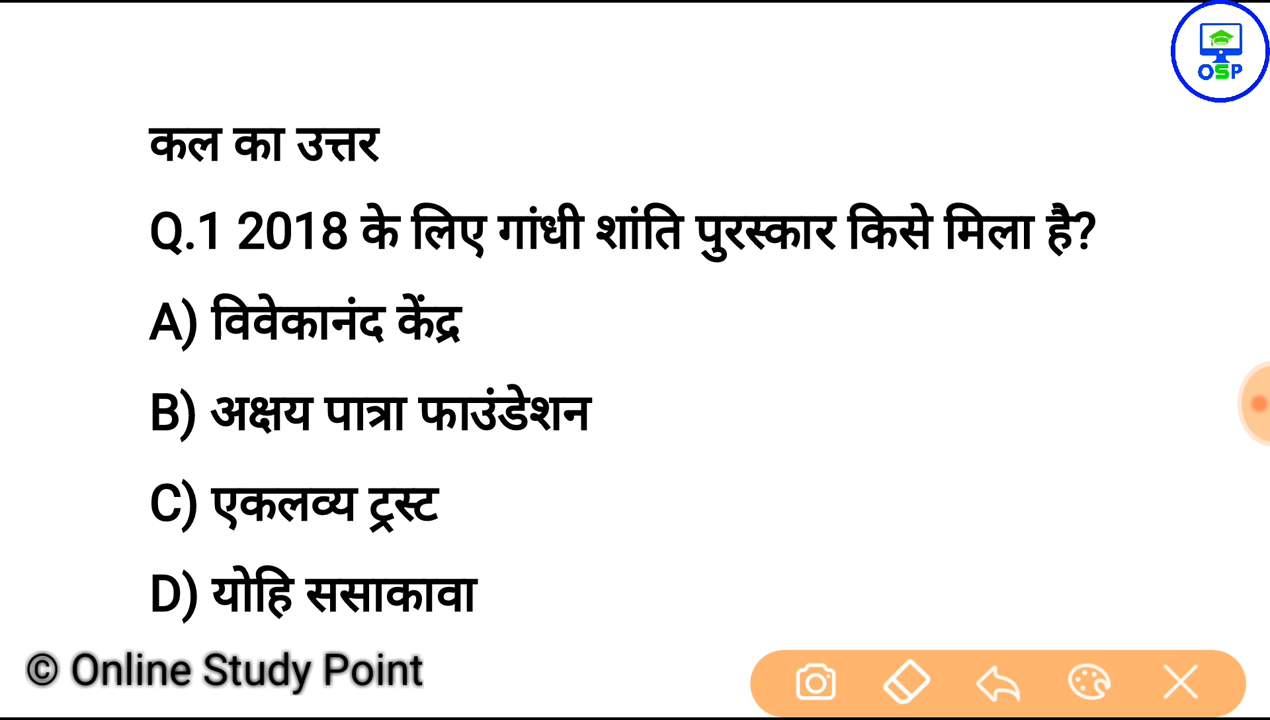 OSP
कल का उत्तर
Q.1 2018 के लिए गांधी शांति पुरस्कार किसे मिला है?
A) विवेकानंद केंद्र
B) अक्षय पात्रा फाउंडेशन
C) एकलव्य ट्रस्ट
D) योहि ससाकावा
© Online Study Point